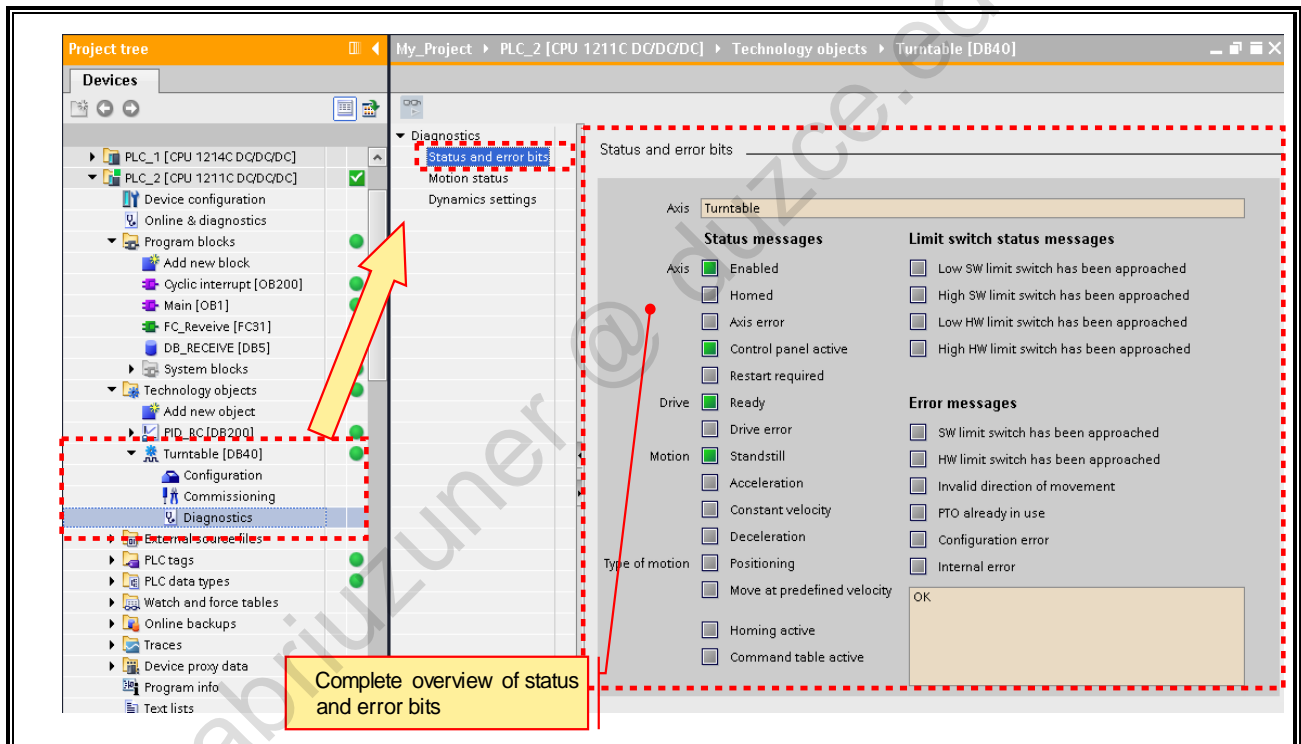 Project tree
Devices
PLC_1 [CPU 1214C DC/DC/DC]
PLC_2 [CPU 1211C DC/DC/DC]
Device configuration
Online & diagnostics
Program blocks
Add new block
Cyclic interrupt [OB200]
Main [OB1]
FC_Reveive [FC31]
DB_RECEIVE [DB5]
System blocks
Technology objects
Add new object
PID_RC [DB200]
Turntable [DB40]
Configuration
Commissioning
Diagnostics
External source files
PLC tags
PLC data types
Watch and force tables
Online backups
Traces
Device proxy data
Program info
Text lists
My_Project ▸ PLC_2 [CPU 1211C DC/DC/DC] ▸ Technology objects ▸ Turntable [DB40]
Diagnostics
Status and error bits
Motion status
Dynamics settings
Status and error bits
Axis Turntable
Status messages
Axis Enabled
Homed
Axis error
Control panel active
Restart required
Drive Ready
Drive error
Motion Standstill
Acceleration
Constant velocity
Deceleration
Type of motion Positioning
Move at predefined velocity
Homing active
Command table active
Limit switch status messages
Low SW limit switch has been approached
High SW limit switch has been approached
Low HW limit switch has been approached
High HW limit switch has been approached
Error messages
SW limit switch has been approached
HW limit switch has been approached
Invalid direction of movement
PTO already in use
Configuration error
Internal error
OK
Complete overview of status
and error bits
abriuzuner @ duzce.ed